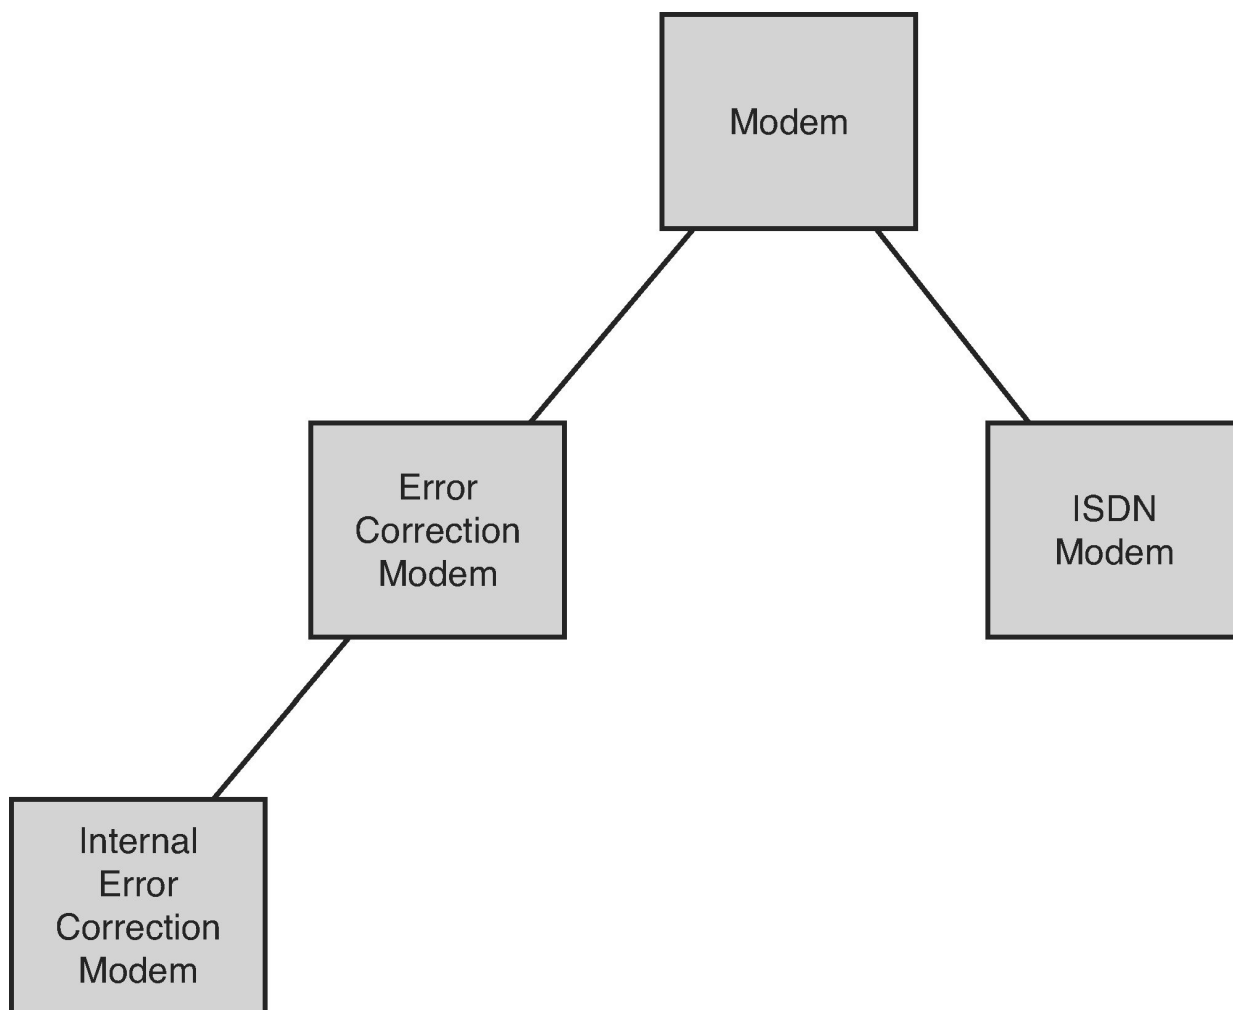 Modem
Error
Correction
Modem
ISDN
Modem
Internal
Error
Correction
Modem